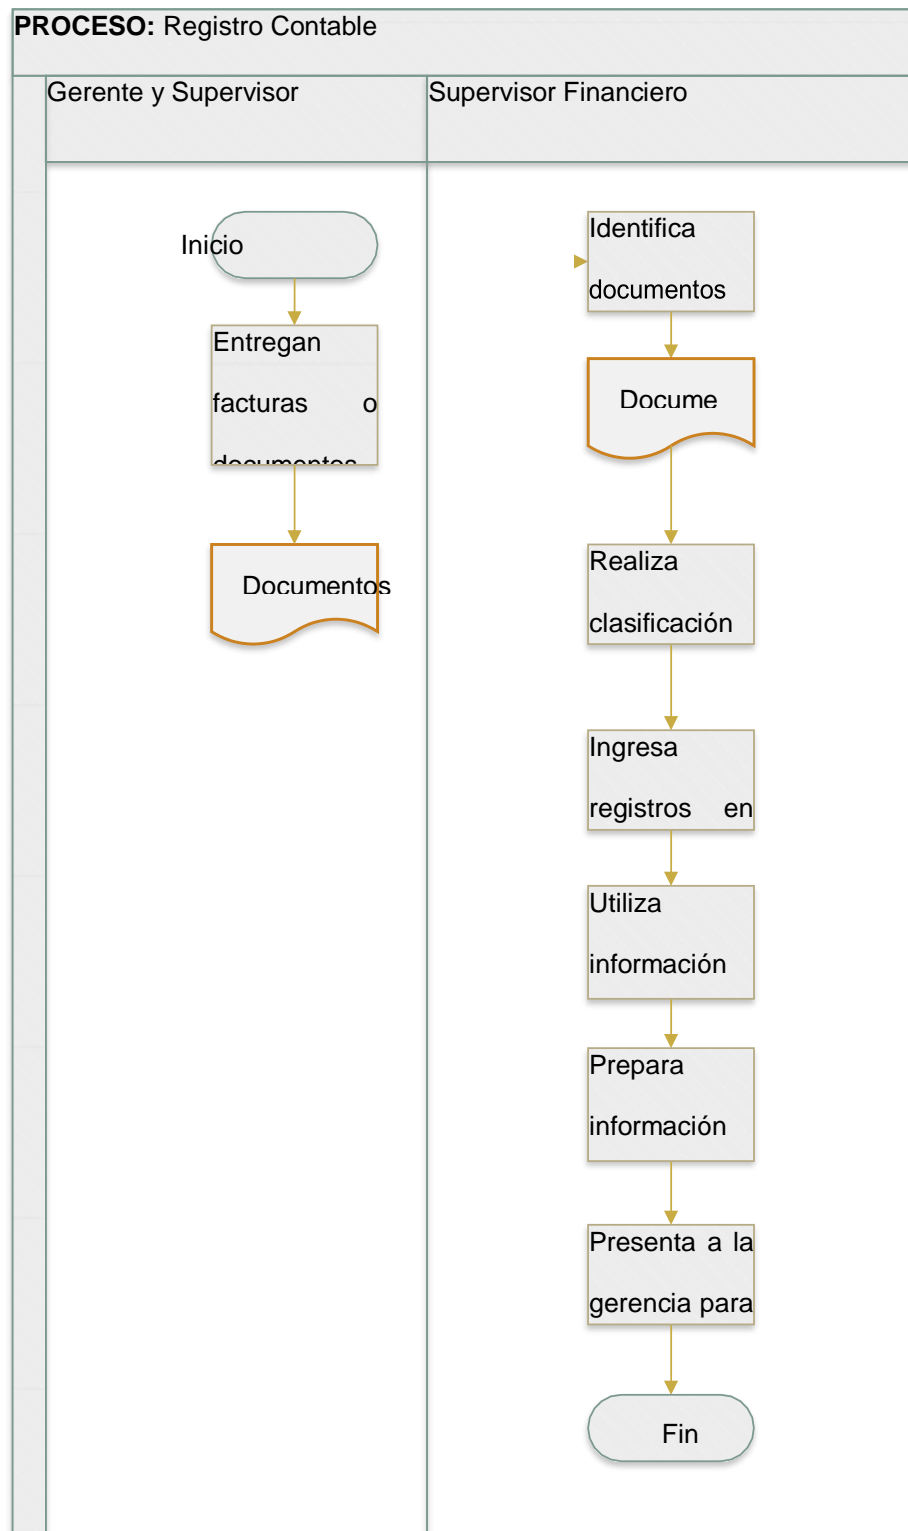 PROCESO: Registro Contable
Gerente y Supervisor
Supervisor Financiero
Inicio
Entregan
facturas o
documentos
Documentos
Identifica
documentos
Docume
Realiza
clasificación
Ingresa
registros en
Utiliza
información
Prepara
información
Presenta a la
gerencia para
Fin